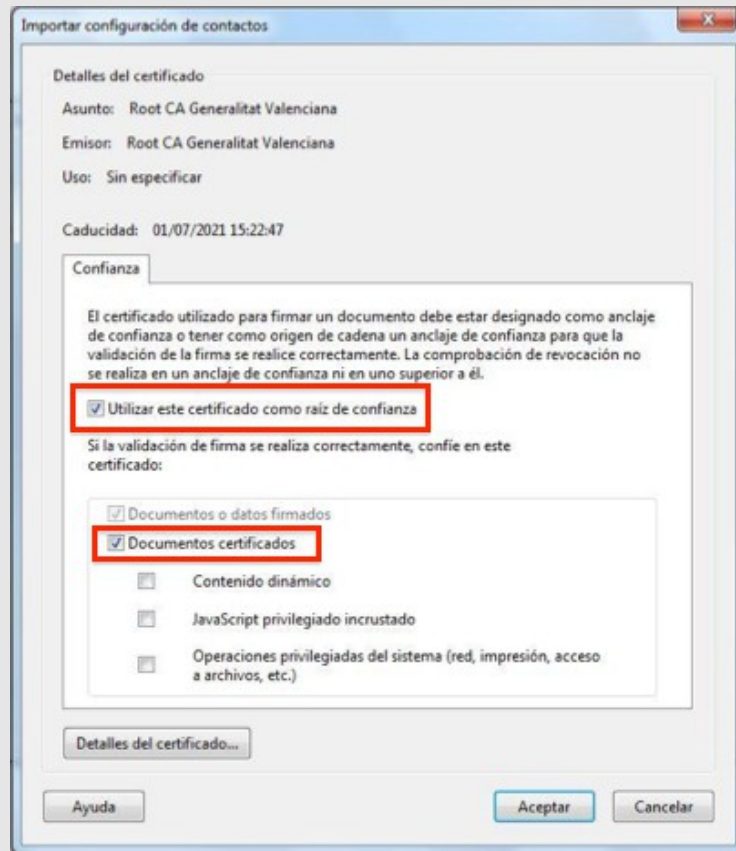 Importar configuración de contactos
Detalles del certificado
Asunto: Root CA Generalitat Valenciana
Emisor: Root CA Generalitat Valenciana
Uso: Sin especificar
Caducidad: 01/07/2021 15:22:47
Confianza
El certificado utilizado para firmar un documento debe estar designado como anclaje
de confianza o tener como origen de cadena un anclaje de confianza para que la
validación de la firma se realice correctamente. La comprobación de revocación no
se realiza en un anclaje de confianza ni en uno superior a él.
Utilizar este certificado como raíz de confianza
Si la validación de firma se realiza correctamente, confíe en este
certificado:
Documentos o datos firmados
Documentos certificados
Contenido dinámico
JavaScript privilegiado incrustado
Operaciones privilegiadas del sistema (red, impresión, acceso
a archivos, etc.)
Detalles del certificado...
Ayuda
Aceptar
Cancelar